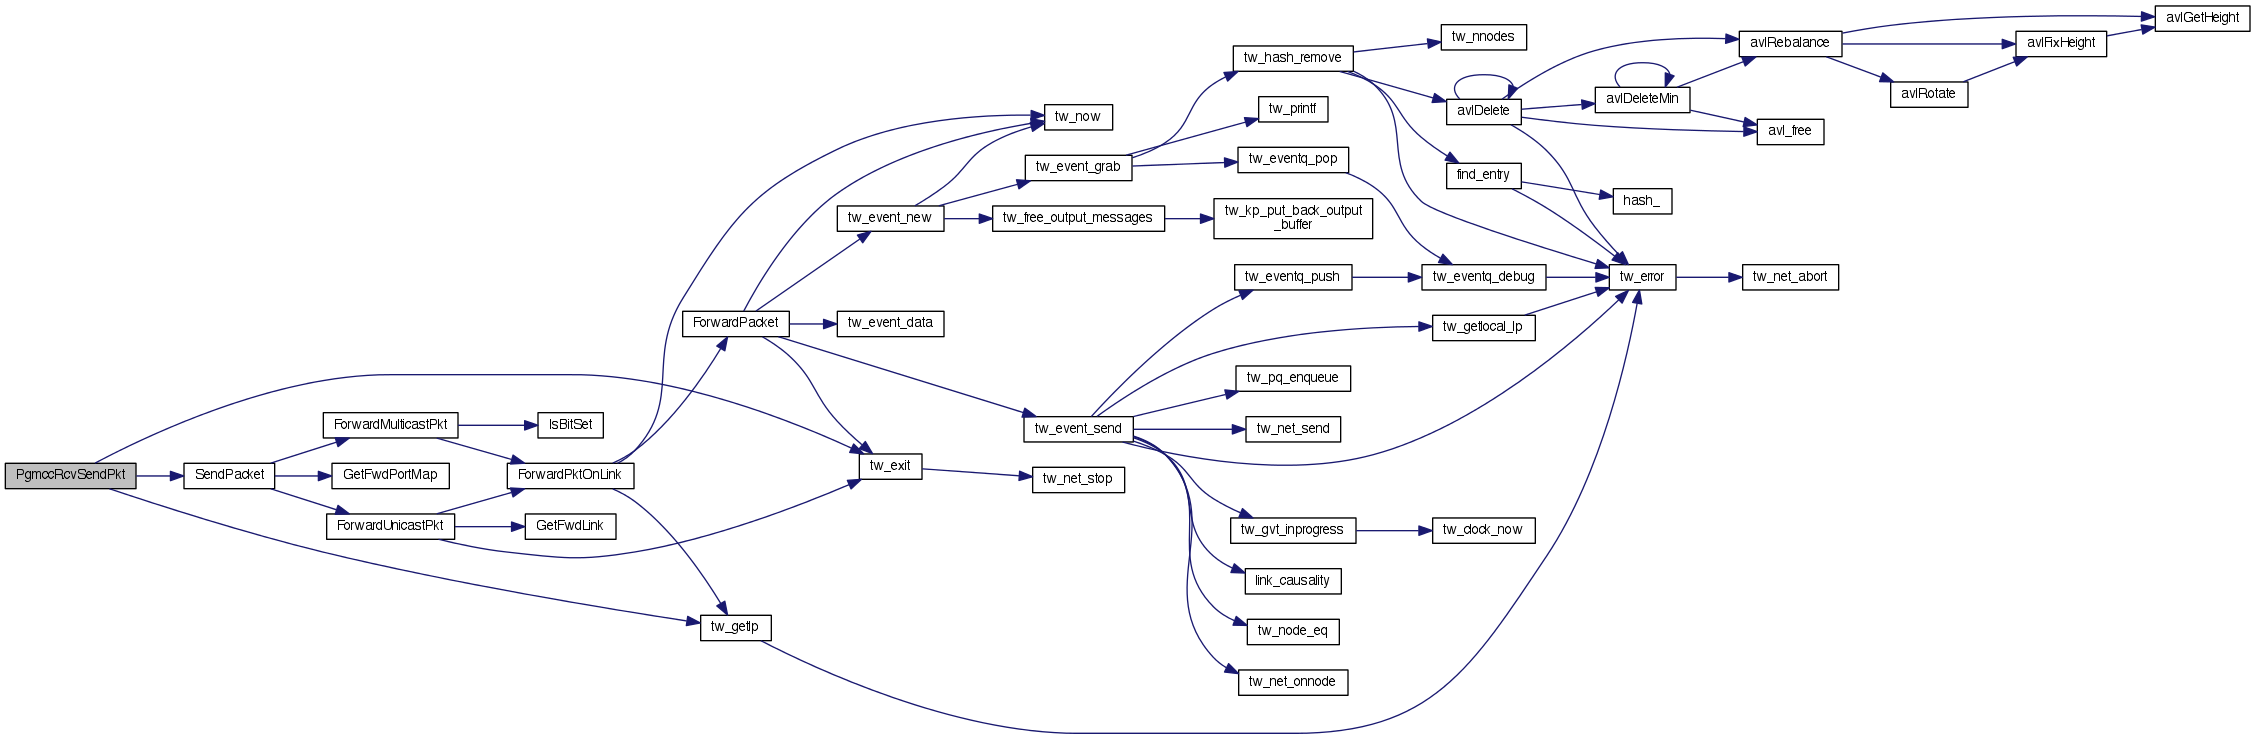 PgmccRcvSendPkt
SendPacket
ForwardMulticastPkt
GetFwdPortMap
ForwardUnicastPkt
IsBitSet
ForwardPktOnLink
GetFwdLink
ForwardPacket
tw_getlp
tw_event_new
tw_event_data
tw_exit
tw_now
tw_event_grab
tw_free_output_messages
tw_event_send
tw_net_stop
tw_hash_remove
tw_printf
tw_eventq_pop
tw_kp_put_back_output
_buffer
tw_eventq_push
tw_pq_enqueue
tw_net_send
tw_gvt_inprogress
link_causality
tw_node_eq
tw_net_onnode
tw_nnodes
avlDelete
find_entry
tw_eventq_debug
tw_getlocal_lp
tw_clock_now
avlDeleteMin
hash_
tw_error
avlRebalance
avl_free
tw_net_abort
avlRotate
avlFixHeight
avlGetHeight